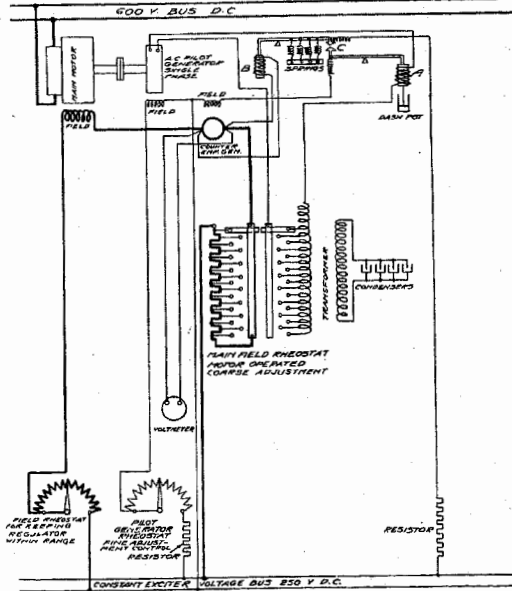 600 V. BUS D.C
MAIN MOTOR
A.C PILOT
GENERATOR
SINGLE
PHASE
B
SPRINGS
C
A
DASH POT
FIELD
FIELD
FIELD
COUNTER
E.M.F. GEN.
TRANSFORMER
CONDENSERS
MAIN FIELD RHEOSTAT
MOTOR OPERATED
COARSE ADJUSTMENT
VOLTMETER
FIELD RHEOSTAT
FOR KEEPING
REGULATOR
WITHIN RANGE
PILOT
GENERATOR
RHEOSTAT
FINE ADJUST-
MENT CONTROL
RESISTOR
RESISTOR
CONSTANT EXCITER VOLTAGE BUS 250 V D.C.